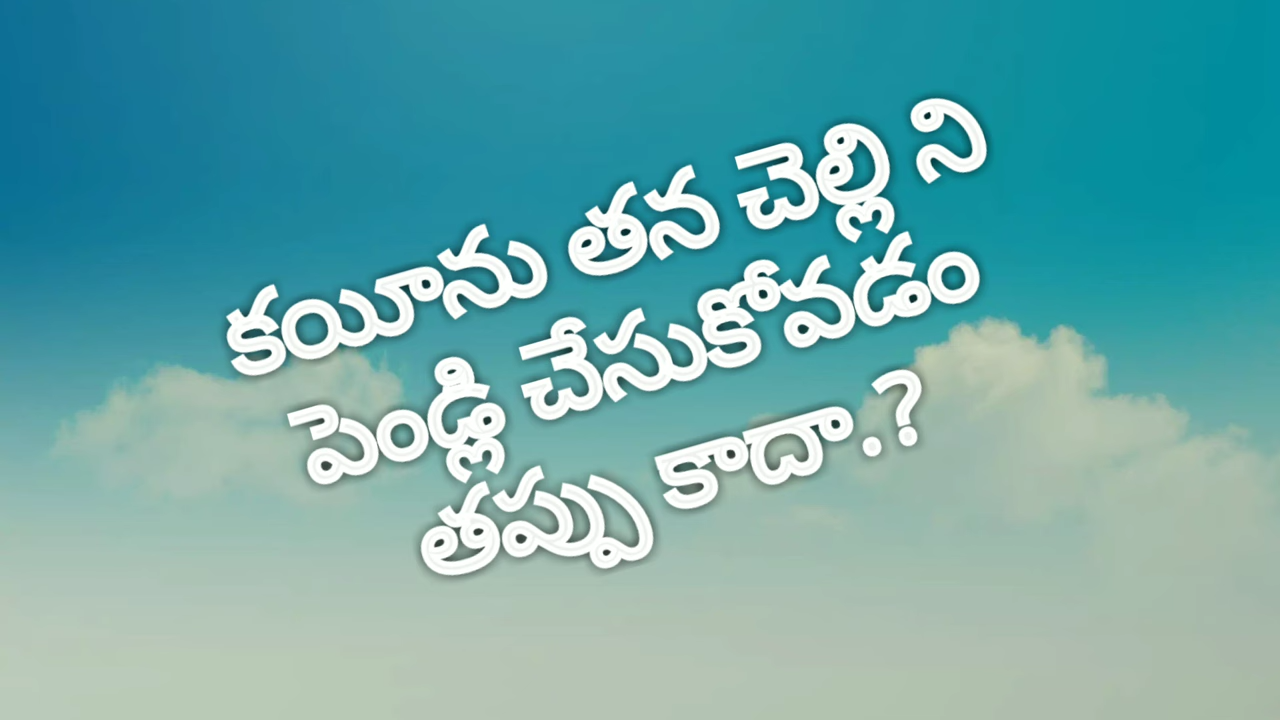 కయీను తన చెల్లి ని
పెండ్లి చేసుకోవడం
తప్పు కాదా.?